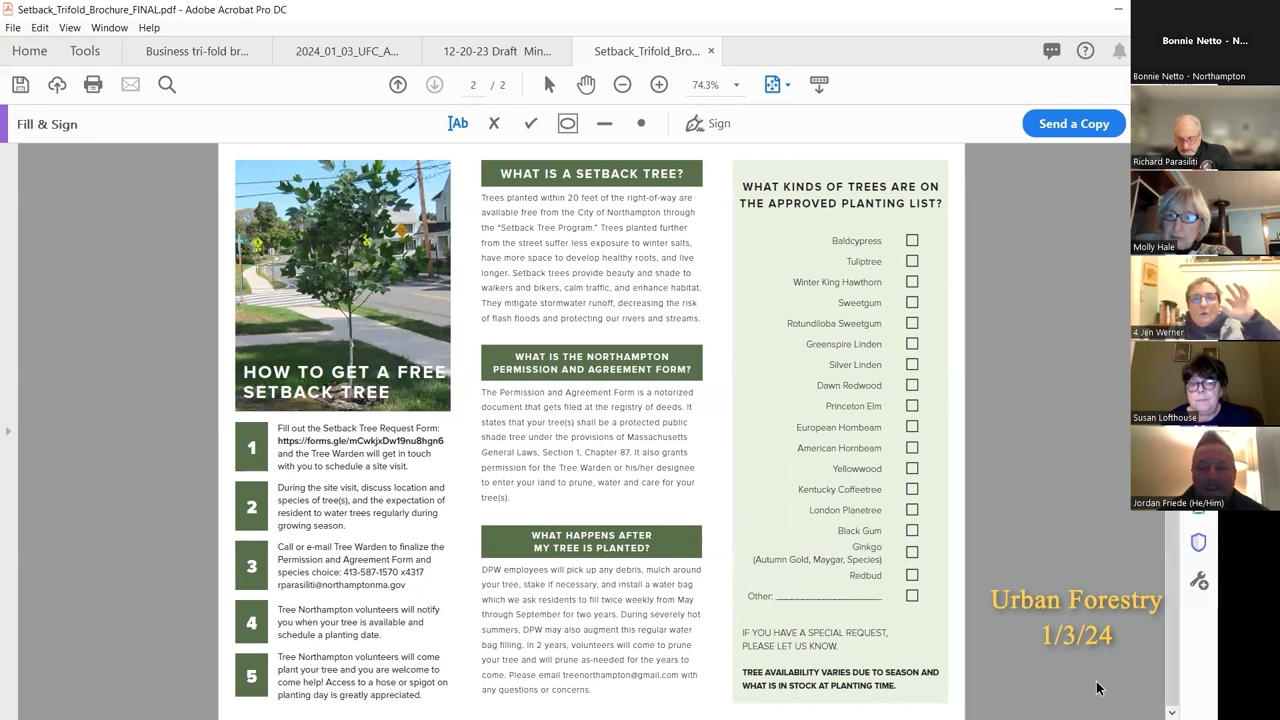 Setback_Trifold_Brochure_FINAL.pdf - Adobe Acrobat Pro DC
File Edit View Window Help
Home Tools Business tri-fold br... 2024_01_03_UFC_A... 12-20-23 Draft Min... Setback_Trifold_Bro... ×
2 / 2 74.3%
Fill & Sign
Ab
Sign
Send a Copy
HOW TO GET A FREE
SETBACK TREE
1
Fill out the Setback Tree Request Form:
https://forms.gle/mCwkjxDw19nu8hgn6
and the Tree Warden will get in touch
with you to schedule a site visit.
2
During the site visit, discuss location and
species of tree(s), and the expectation of
resident to water trees regularly during
growing season.
3
Call or e-mail Tree Warden to finalize the
Permission and Agreement Form and
species choice: 413-587-1570 x4317
rparasiliti@northamptonma.gov
4
Tree Northampton volunteers will notify
you when your tree is available and
schedule a planting date.
5
Tree Northampton volunteers will come
plant your tree and you are welcome to
come help! Access to a hose or spigot on
planting day is greatly appreciated.
WHAT IS A SETBACK TREE?
Trees planted within 20 feet of the right-of-way are
available free from the City of Northampton through
the “Setback Tree Program.” Trees planted further
from the street suffer less exposure to winter salts,
have more space to develop healthy roots, and live
longer. Setback trees provide beauty and shade to
walkers and bikers, calm traffic, and enhance habitat.
They mitigate stormwater runoff, decreasing the risk
of flash floods and protecting our rivers and streams.
WHAT IS THE NORTHAMPTON
PERMISSION AND AGREEMENT FORM?
The Permission and Agreement Form is a notorized
document that gets filed at the registry of deeds. It
states that your tree(s) shall be a protected public
shade tree under the provisions of Massachusetts
General Laws, Section 1, Chapter 87. It also grants
permission for the Tree Warden or his/her designee
to enter your land to prune, water and care for your
tree(s).
WHAT HAPPENS AFTER
MY TREE IS PLANTED?
DPW employees will pick up any debris, mulch around
your tree, stake if necessary, and install a water bag
which we ask residents to fill twice weekly from May
through September for two years. During severely hot
summers, DPW may also augment this regular water
bag filling. In 2 years, volunteers will come to prune
your tree and will prune as-needed for the years to
come. Please email treenorthampton@gmail.com with
any questions or concerns.
WHAT KINDS OF TREES ARE ON
THE APPROVED PLANTING LIST?
Baldcypress
Tuliptree
Winter King Hawthorn
Sweetgum
Rotundiloba Sweetgum
Greenspire Linden
Silver Linden
Dawn Redwood
Princeton Elm
European Hornbeam
American Hornbeam
Yellowwood
Kentucky Coffeetree
London Planetree
Black Gum
Ginkgo
(Autumn Gold, Maygar, Species)
Redbud
Other: ____________________
IF YOU HAVE A SPECIAL REQUEST,
PLEASE LET US KNOW.
TREE AVAILABILITY VARIES DUE TO SEASON AND
WHAT IS IN STOCK AT PLANTING TIME.
Bonnie Netto - N...
Bonnie Netto - Northampton
Richard Parasiliti
Molly Hale
4 Jen Werner
Susan Lofthouse
Jordan Friede (He/Him)
Urban Forestry
1/3/24